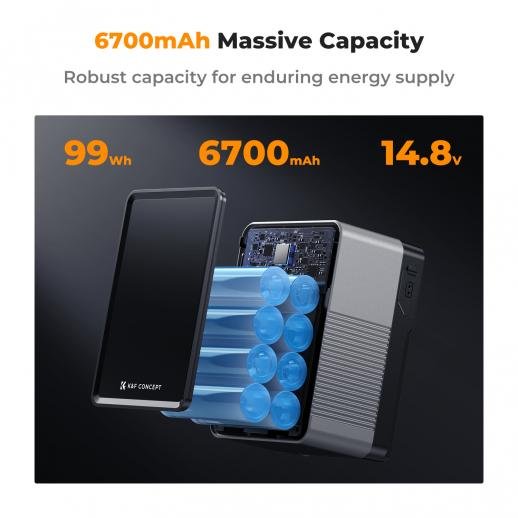 6700mAh Massive Capacity
Robust capacity for enduring energy supply
99Wh 6700mAh 14.8V
K&F CONCEPT